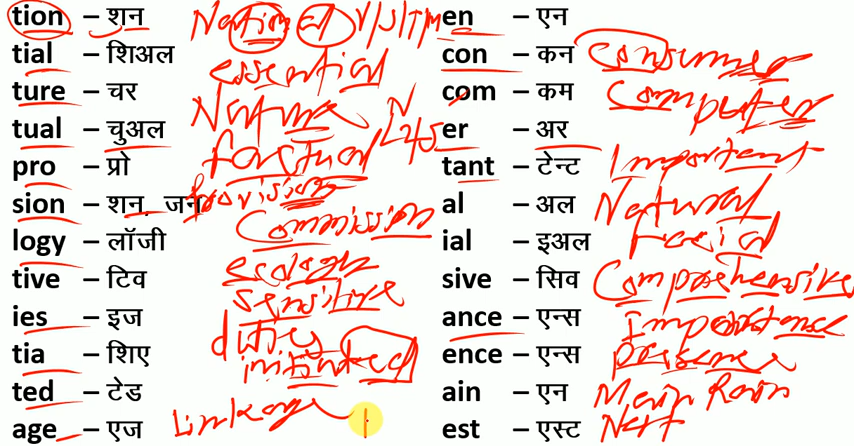 tion – शन National en – एन
tial – शिअल essential con – कन Consumer
ture – चर Nature com – कम Computer
tual – चुअल factual er – अर
pro – प्रो tant – टेन्ट Important
sion – शन, जन provision al – अल Natural
Commission
logy – लॉजी ecology ial – इअल Facial
tive – टिव sensitive sive – सिव Comprehensive
ies – इज duties ance – एन्स Importance
tia – शिए initiated ence – एन्स presence
ted – टेड ain – एन Main Rain
age – एज Linkage est – एस्ट Nest